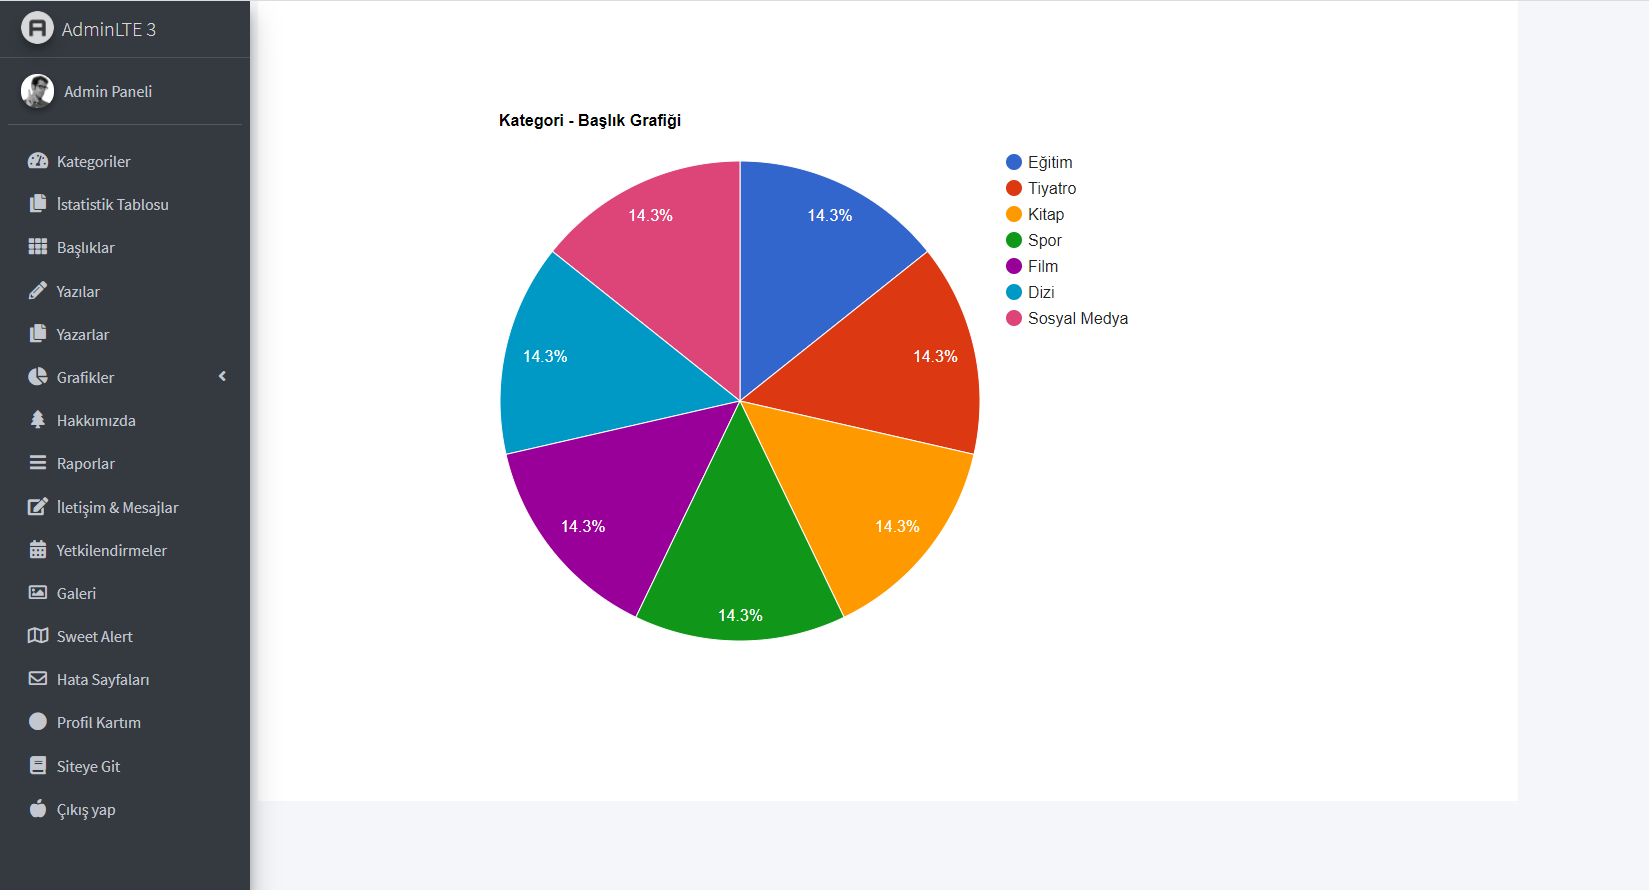 AdminLTE 3
Admin Paneli
Kategoriler
İstatistik Tablosu
Başlıklar
Yazılar
Yazarlar
Grafikler
Hakkımızda
Raporlar
İletişim & Mesajlar
Yetkilendirmeler
Galeri
Sweet Alert
Hata Sayfaları
Profil Kartım
Siteye Git
Çıkış yap
Kategori - Başlık Grafiği
14.3%
14.3%
14.3%
14.3%
14.3%
14.3%
14.3%
Eğitim
Tiyatro
Kitap
Spor
Film
Dizi
Sosyal Medya